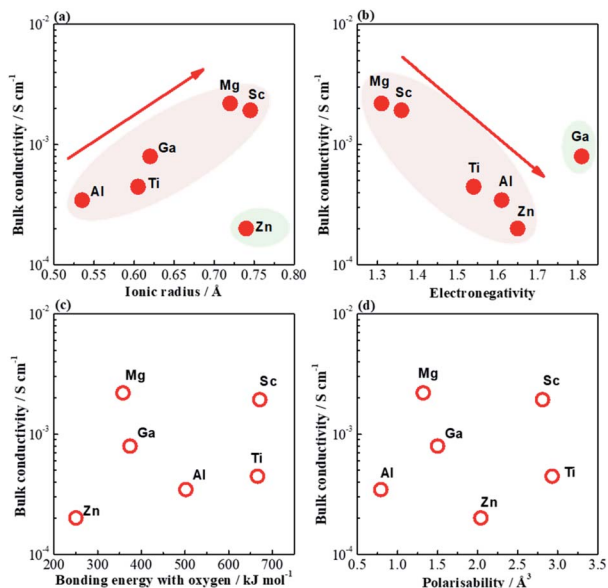 (a)
Bulk conductivity / S cm⁻¹
10⁻²
10⁻³
10⁻⁴
Mg
Sc
Ga
Al
Ti
Zn
0.50 0.55 0.60 0.65 0.70 0.75 0.80
Ionic radius / Å
(b)
Bulk conductivity / S cm⁻¹
10⁻²
10⁻³
10⁻⁴
Mg
Sc
Ga
Ti
Al
Zn
1.3 1.4 1.5 1.6 1.7 1.8
Electronegativity
(c)
Bulk conductivity / S cm⁻¹
10⁻²
10⁻³
10⁻⁴
Mg
Sc
Ga
Al
Ti
Zn
200 300 400 500 600 700
Bonding energy with oxygen / kJ mol⁻¹
(d)
Bulk conductivity / S cm⁻¹
10⁻²
10⁻³
10⁻⁴
Mg
Sc
Ga
Al
Ti
Zn
0.5 1.0 1.5 2.0 2.5 3.0 3.5
Polarisability / Å³